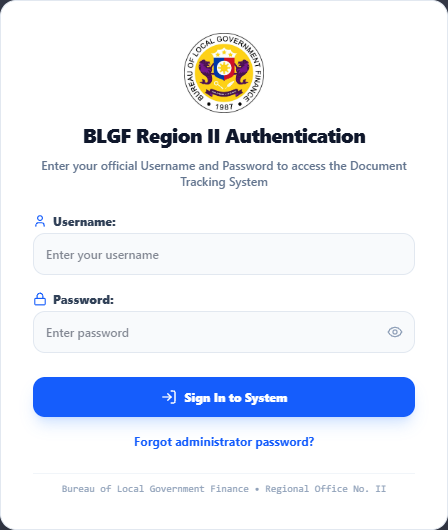 BUREAU OF LOCAL GOVERNMENT FINANCE
• 1987 •
BLGF Region II Authentication
Enter your official Username and Password to access the Document
Tracking System
Username:
Enter your username
Password:
Enter password
Sign In to System
Forgot administrator password?
Bureau of Local Government Finance • Regional Office No. II